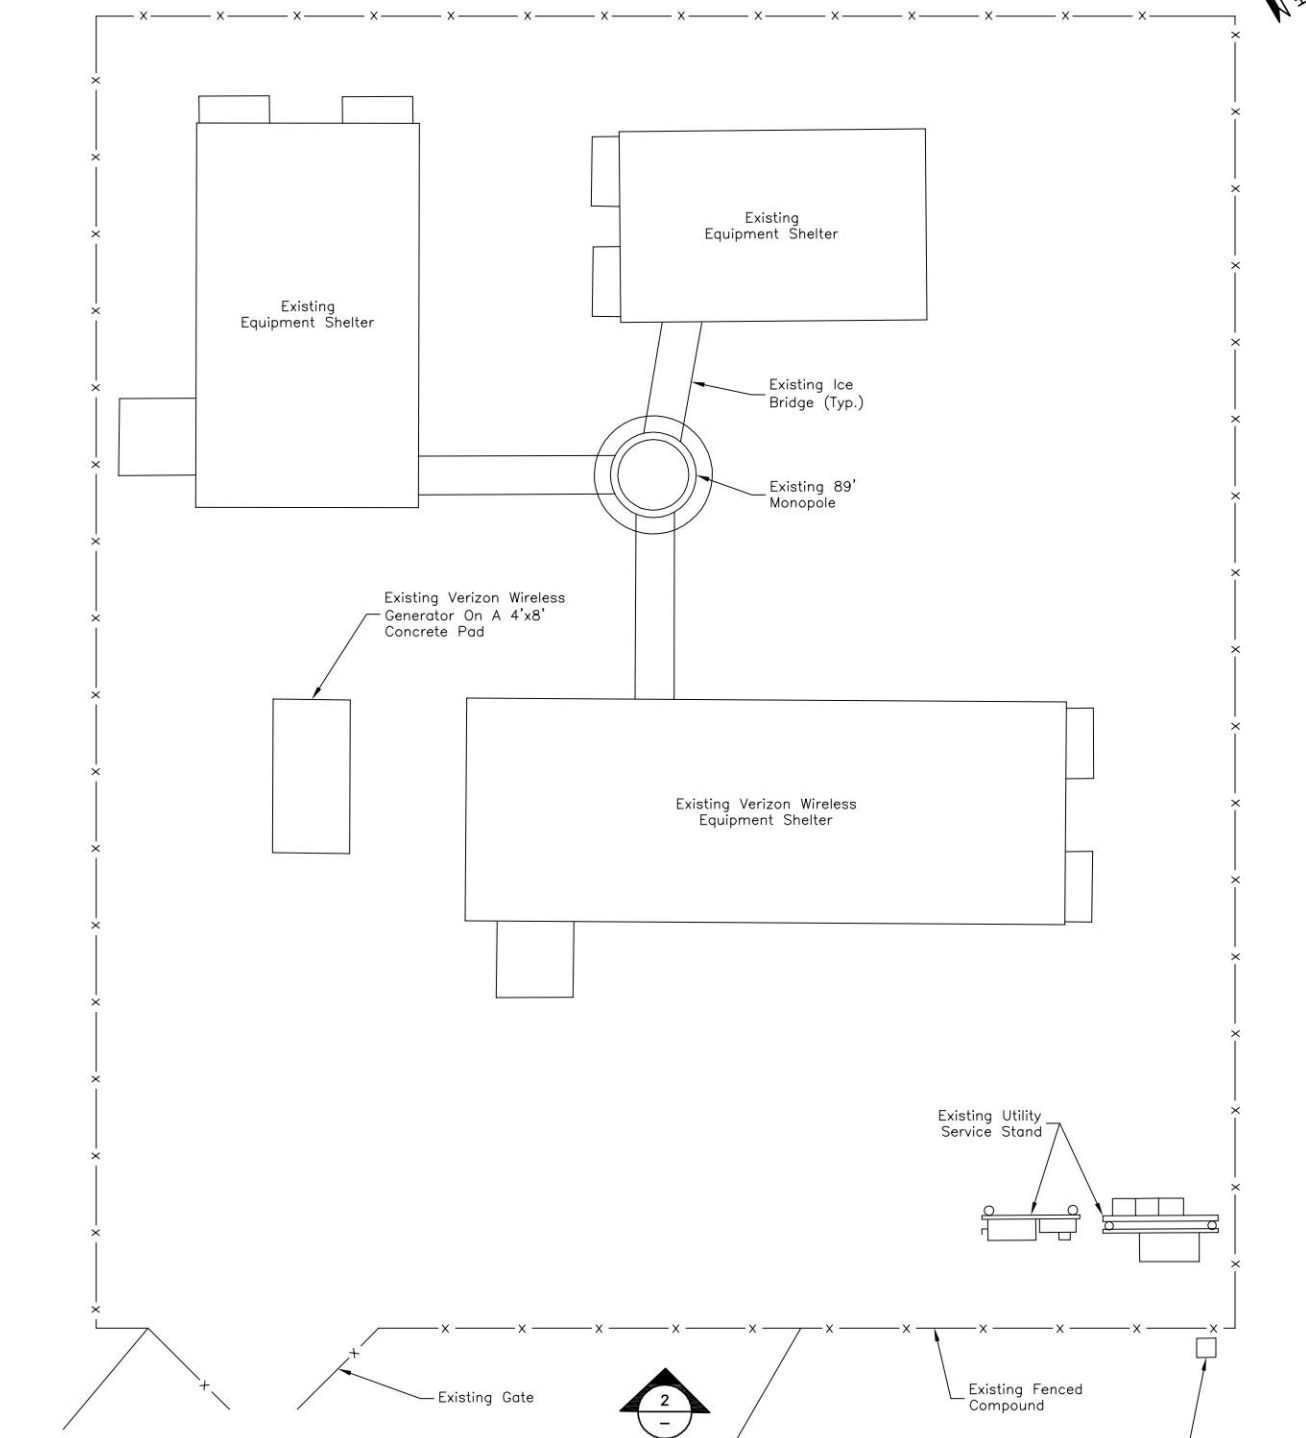 Existing
Equipment Shelter
Existing
Equipment Shelter
Existing Ice
Bridge (Typ.)
Existing 89'
Monopole
Existing Verizon Wireless
Generator On A 4'x8'
Concrete Pad
Existing Verizon Wireless
Equipment Shelter
Existing Utility
Service Stand
Existing Gate
2
–
Existing Fenced
Compound